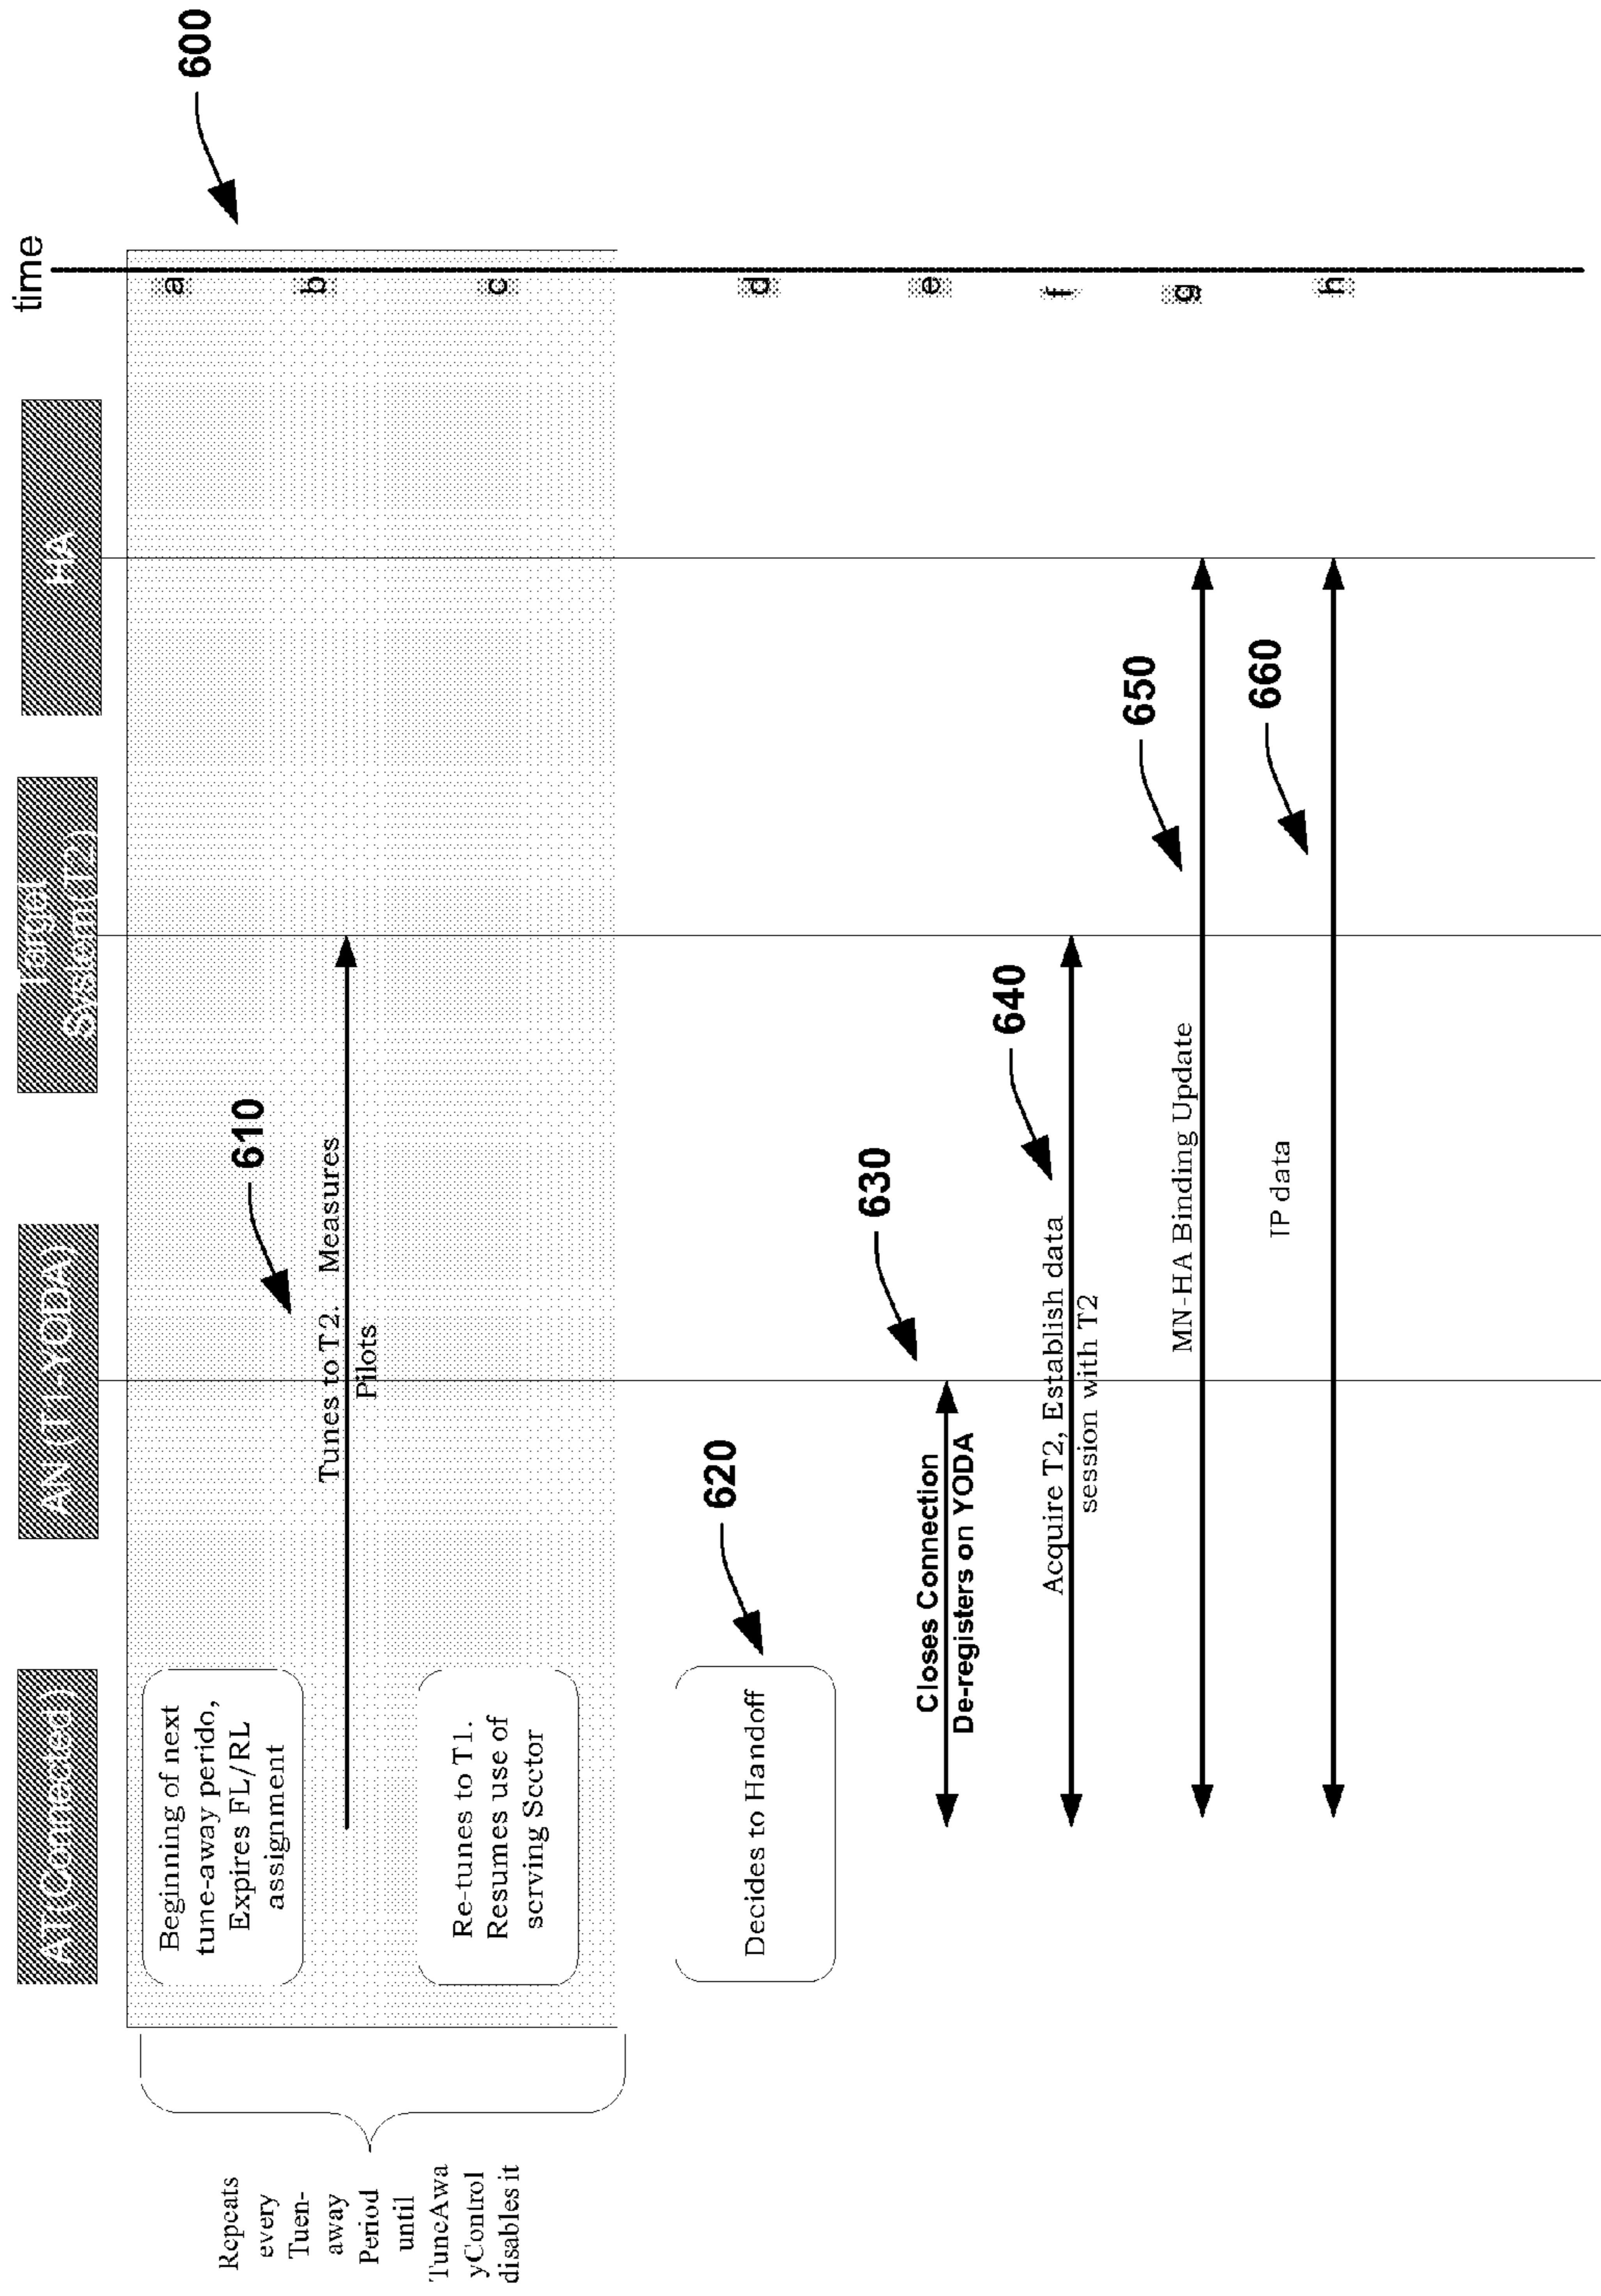 AT(Connected)
AN (T1-YODA)
Target
System(T2)
HA
time
600
Beginning of next
tune-away perido,
Expires FL/RL
assignment
a
610
Tunes to T2. Measures
Pilots
b
Re-tunes to T1.
Resumes use of
serving Sector
c
Repeats
every
Tuen-
away
Period
until
TuneAwa
yControl
disables it
620
Decides to Handoff
d
630
Closes Connection
De-registers on YODA
e
640
Acquire T2, Establish data
session with T2
f
650
MN-HA Binding Update
g
660
IP data
h